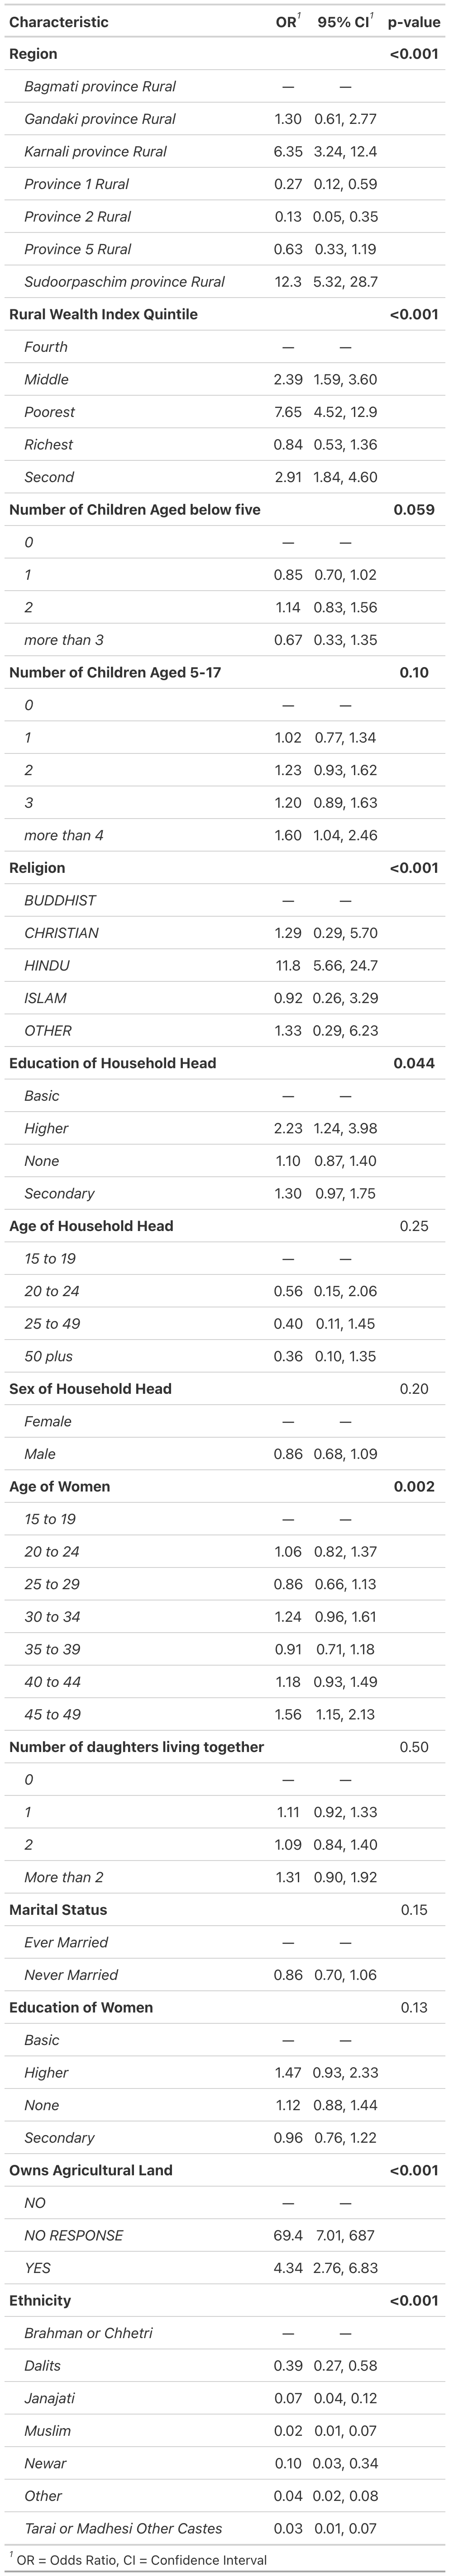 Characteristic OR¹ 95% CI¹ p-value
Region <0.001
Bagmati province Rural — —
Gandaki province Rural 1.30 0.61, 2.77
Karnali province Rural 6.35 3.24, 12.4
Province 1 Rural 0.27 0.12, 0.59
Province 2 Rural 0.13 0.05, 0.35
Province 5 Rural 0.63 0.33, 1.19
Sudoorpaschim province Rural 12.3 5.32, 28.7
Rural Wealth Index Quintile <0.001
Fourth — —
Middle 2.39 1.59, 3.60
Poorest 7.65 4.52, 12.9
Richest 0.84 0.53, 1.36
Second 2.91 1.84, 4.60
Number of Children Aged below five 0.059
0 — —
1 0.85 0.70, 1.02
2 1.14 0.83, 1.56
more than 3 0.67 0.33, 1.35
Number of Children Aged 5-17 0.10
0 — —
1 1.02 0.77, 1.34
2 1.23 0.93, 1.62
3 1.20 0.89, 1.63
more than 4 1.60 1.04, 2.46
Religion <0.001
BUDDHIST — —
CHRISTIAN 1.29 0.29, 5.70
HINDU 11.8 5.66, 24.7
ISLAM 0.92 0.26, 3.29
OTHER 1.33 0.29, 6.23
Education of Household Head 0.044
Basic — —
Higher 2.23 1.24, 3.98
None 1.10 0.87, 1.40
Secondary 1.30 0.97, 1.75
Age of Household Head 0.25
15 to 19 — —
20 to 24 0.56 0.15, 2.06
25 to 49 0.40 0.11, 1.45
50 plus 0.36 0.10, 1.35
Sex of Household Head 0.20
Female — —
Male 0.86 0.68, 1.09
Age of Women 0.002
15 to 19 — —
20 to 24 1.06 0.82, 1.37
25 to 29 0.86 0.66, 1.13
30 to 34 1.24 0.96, 1.61
35 to 39 0.91 0.71, 1.18
40 to 44 1.18 0.93, 1.49
45 to 49 1.56 1.15, 2.13
Number of daughters living together 0.50
0 — —
1 1.11 0.92, 1.33
2 1.09 0.84, 1.40
More than 2 1.31 0.90, 1.92
Marital Status 0.15
Ever Married — —
Never Married 0.86 0.70, 1.06
Education of Women 0.13
Basic — —
Higher 1.47 0.93, 2.33
None 1.12 0.88, 1.44
Secondary 0.96 0.76, 1.22
Owns Agricultural Land <0.001
NO — —
NO RESPONSE 69.4 7.01, 687
YES 4.34 2.76, 6.83
Ethnicity <0.001
Brahman or Chhetri — —
Dalits 0.39 0.27, 0.58
Janajati 0.07 0.04, 0.12
Muslim 0.02 0.01, 0.07
Newar 0.10 0.03, 0.34
Other 0.04 0.02, 0.08
Tarai or Madhesi Other Castes 0.03 0.01, 0.07
¹ OR = Odds Ratio, CI = Confidence Interval